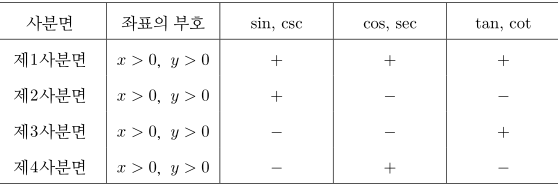 사분면 좌표의 부호 sin, csc cos, sec tan, cot
제1사분면 x > 0, y > 0 + + +
제2사분면 x > 0, y > 0 + − −
제3사분면 x > 0, y > 0 − − +
제4사분면 x > 0, y > 0 − + −